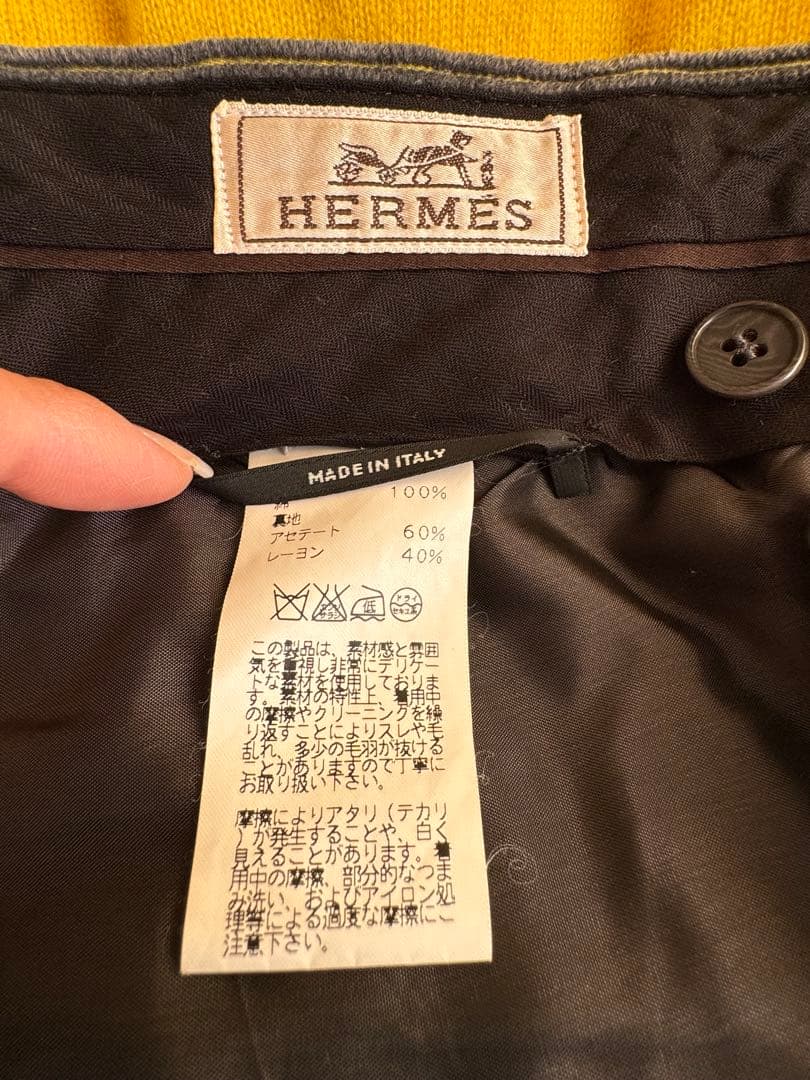 HERMES
MADE IN ITALY
綿 100%
裏地
アセテート 60%
レーヨン 40%
低
ドライ
セキユ系
この製品は、素材感と雰囲
気を重視し非常にデリケー
トな素材を使用しておりま
す。素材の特性上、着用中
の摩擦やクリーニングを繰
り返すことによりスレや毛
乱れ、多少の毛羽が抜ける
ことがありますので丁寧に
お取り扱い下さい。
摩擦によりアタリ（テカリ
）が発生することや、白く
見えることがあります。着
用中の摩擦、部分的なつま
み洗い、およびアイロン処
理等による過度な摩擦にご
注意下さい。